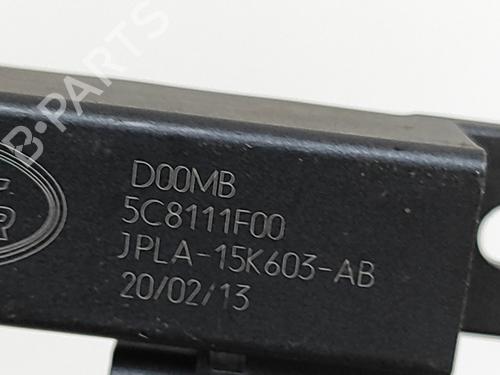 B-PARTS
D00MB
5C8111F00
JPLA-15K603-AB
20/02/13